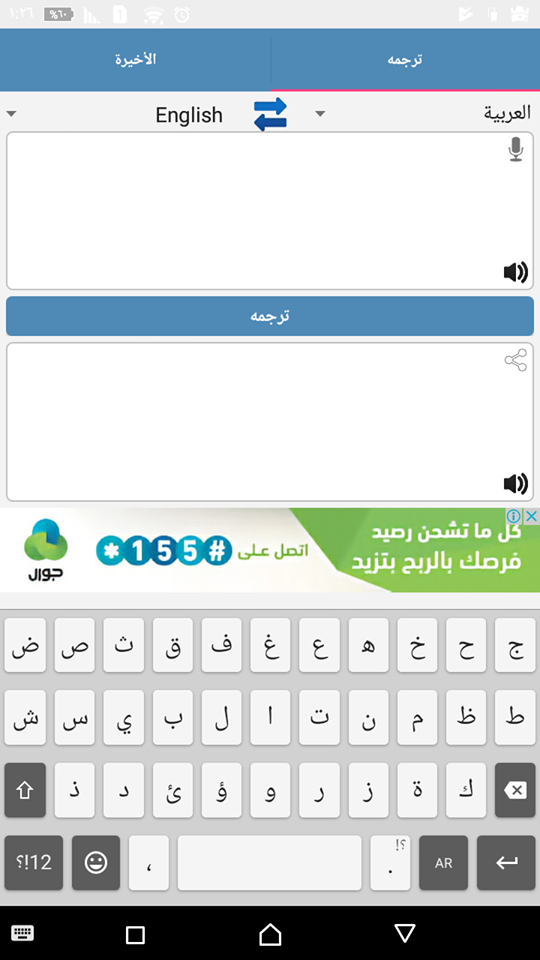 ١:٢٦
%٦٠
1
ترجمه
الأخيرة
العربية
English
ترجمه
كل ما تشحن رصيد
فرصك بالربح بتزيد
اتصل على
*155#
جوال
ض ص ث ق ف غ ع ه خ ح ج
ش س ي ب ل ا ت ن م ظ ط
ذ د ئ ؤ و ر ز ة ك
؟!12
،
.
؟!
AR